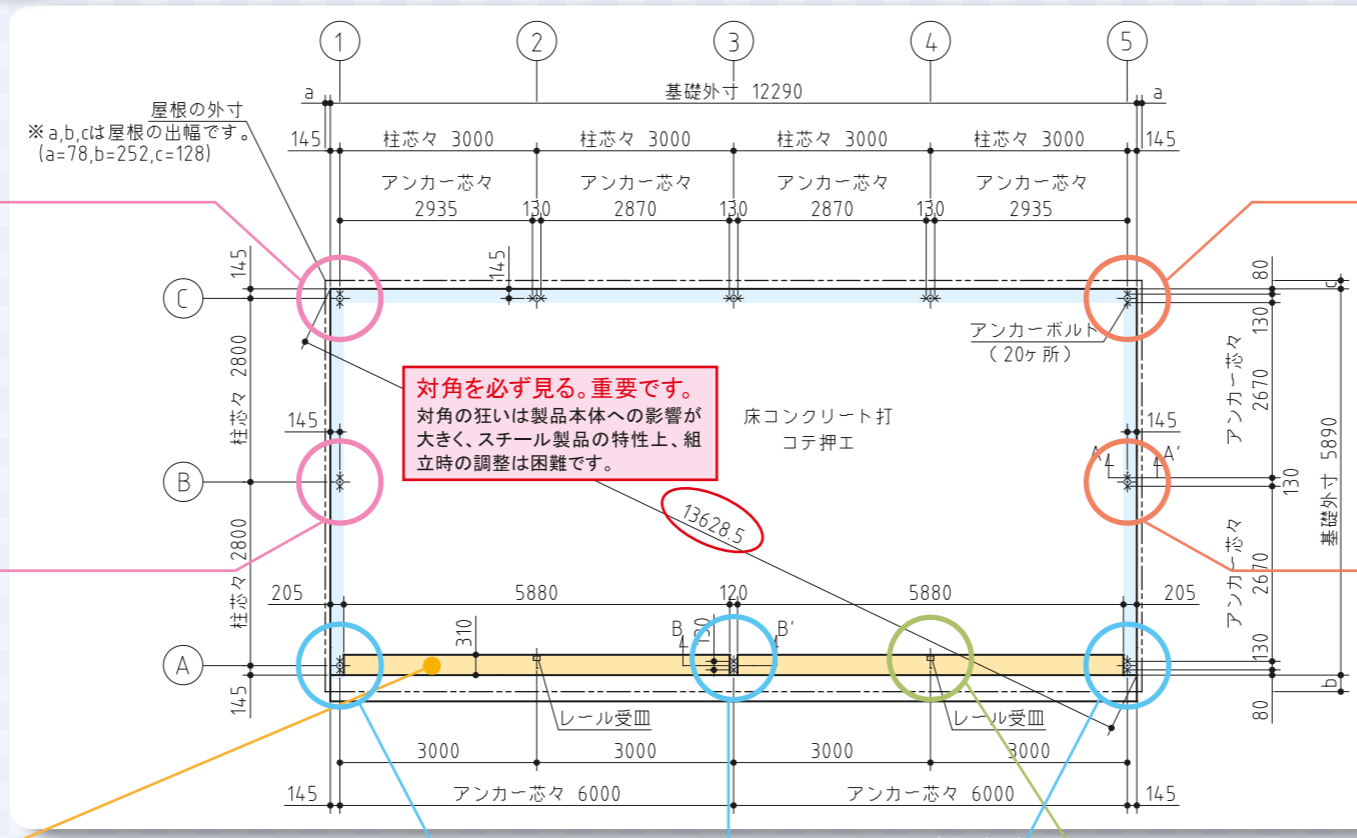 1 2 3 4 5
a 基礎外寸 12290 a
屋根の外寸
※a,b,cは屋根の出幅です。
(a=78,b=252,c=128)
145 柱芯々 3000 柱芯々 3000 柱芯々 3000 柱芯々 3000 145
アンカー芯々 アンカー芯々 アンカー芯々 アンカー芯々
2935 130 2870 130 2870 130 2935
145 145 80 c
C
アンカーボルト
(20ヶ所)
130
柱芯々 2800
アンカー芯々 2670
対角を必ず見る。重要です。
対角の狂いは製品本体への影響が
大きく、スチール製品の特性上、組
立時の調整は困難です。
床コンクリート打
コテ押エ
145 145
B
A A'
130
基礎外寸 5890
13628.5
柱芯々 2800
アンカー芯々 2670
205 5880 120 5880 205
310 B 130 B' 130
A
145 b 80
レール受皿 レール受皿
3000 3000 3000 3000
145 アンカー芯々 6000 アンカー芯々 6000 145